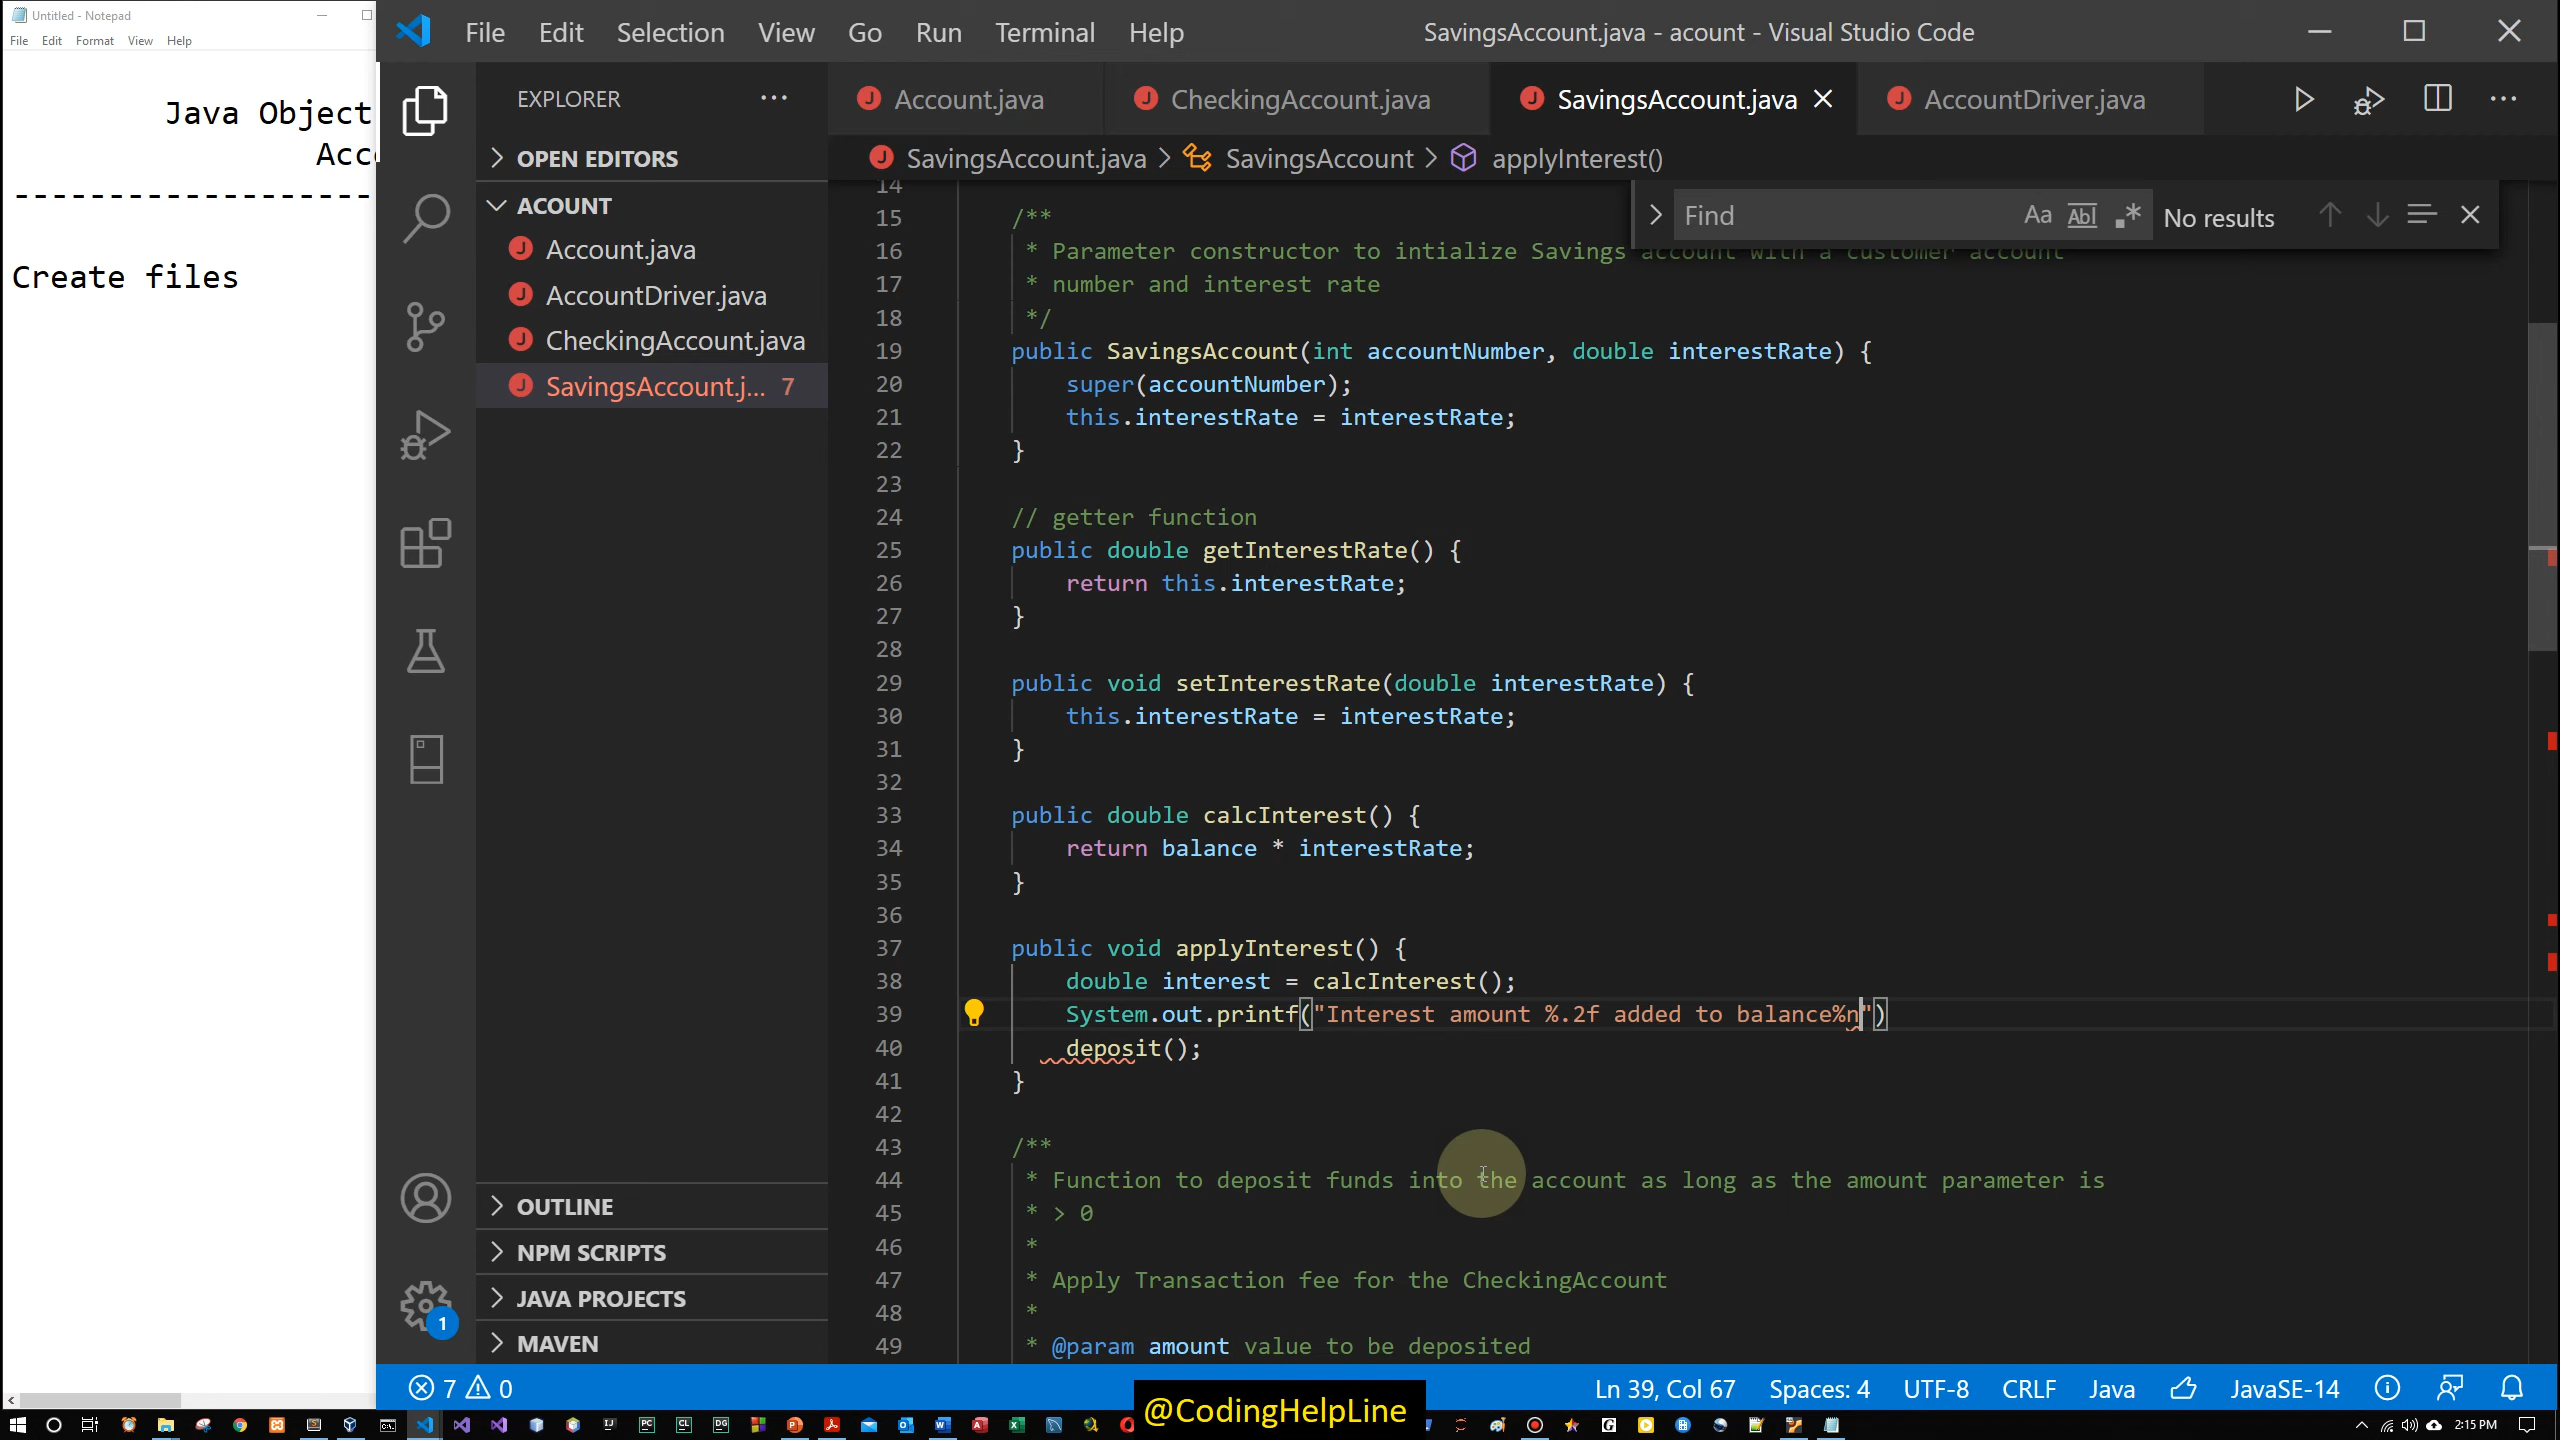 Untitled - Notepad
File Edit Format View Help
Java Object
Acc
--------------------
Create files
File Edit Selection View Go Run Terminal Help
SavingsAccount.java - acount - Visual Studio Code
EXPLORER
OPEN EDITORS
ACOUNT
Account.java
AccountDriver.java
CheckingAccount.java
SavingsAccount.j... 7
OUTLINE
NPM SCRIPTS
JAVA PROJECTS
MAVEN
1
Account.java CheckingAccount.java SavingsAccount.java AccountDriver.java
SavingsAccount.java > SavingsAccount > applyInterest()
Find Aa Abl .* No results
14
15 /**
16 * Parameter constructor to intialize Savings account with a customer account
17 * number and interest rate
18 */
19 public SavingsAccount(int accountNumber, double interestRate) {
20 super(accountNumber);
21 this.interestRate = interestRate;
22 }
23
24 // getter function
25 public double getInterestRate() {
26 return this.interestRate;
27 }
28
29 public void setInterestRate(double interestRate) {
30 this.interestRate = interestRate;
31 }
32
33 public double calcInterest() {
34 return balance * interestRate;
35 }
36
37 public void applyInterest() {
38 double interest = calcInterest();
39 System.out.printf("Interest amount %.2f added to balance%n")
40 deposit();
41 }
42
43 /**
44 * Function to deposit funds into the account as long as the amount parameter is
45 * > 0
46 *
47 * Apply Transaction fee for the CheckingAccount
48 *
49 * @param amount value to be deposited
7 0
Ln 39, Col 67 Spaces: 4 UTF-8 CRLF Java JavaSE-14
@CodingHelpLine
2:15 PM